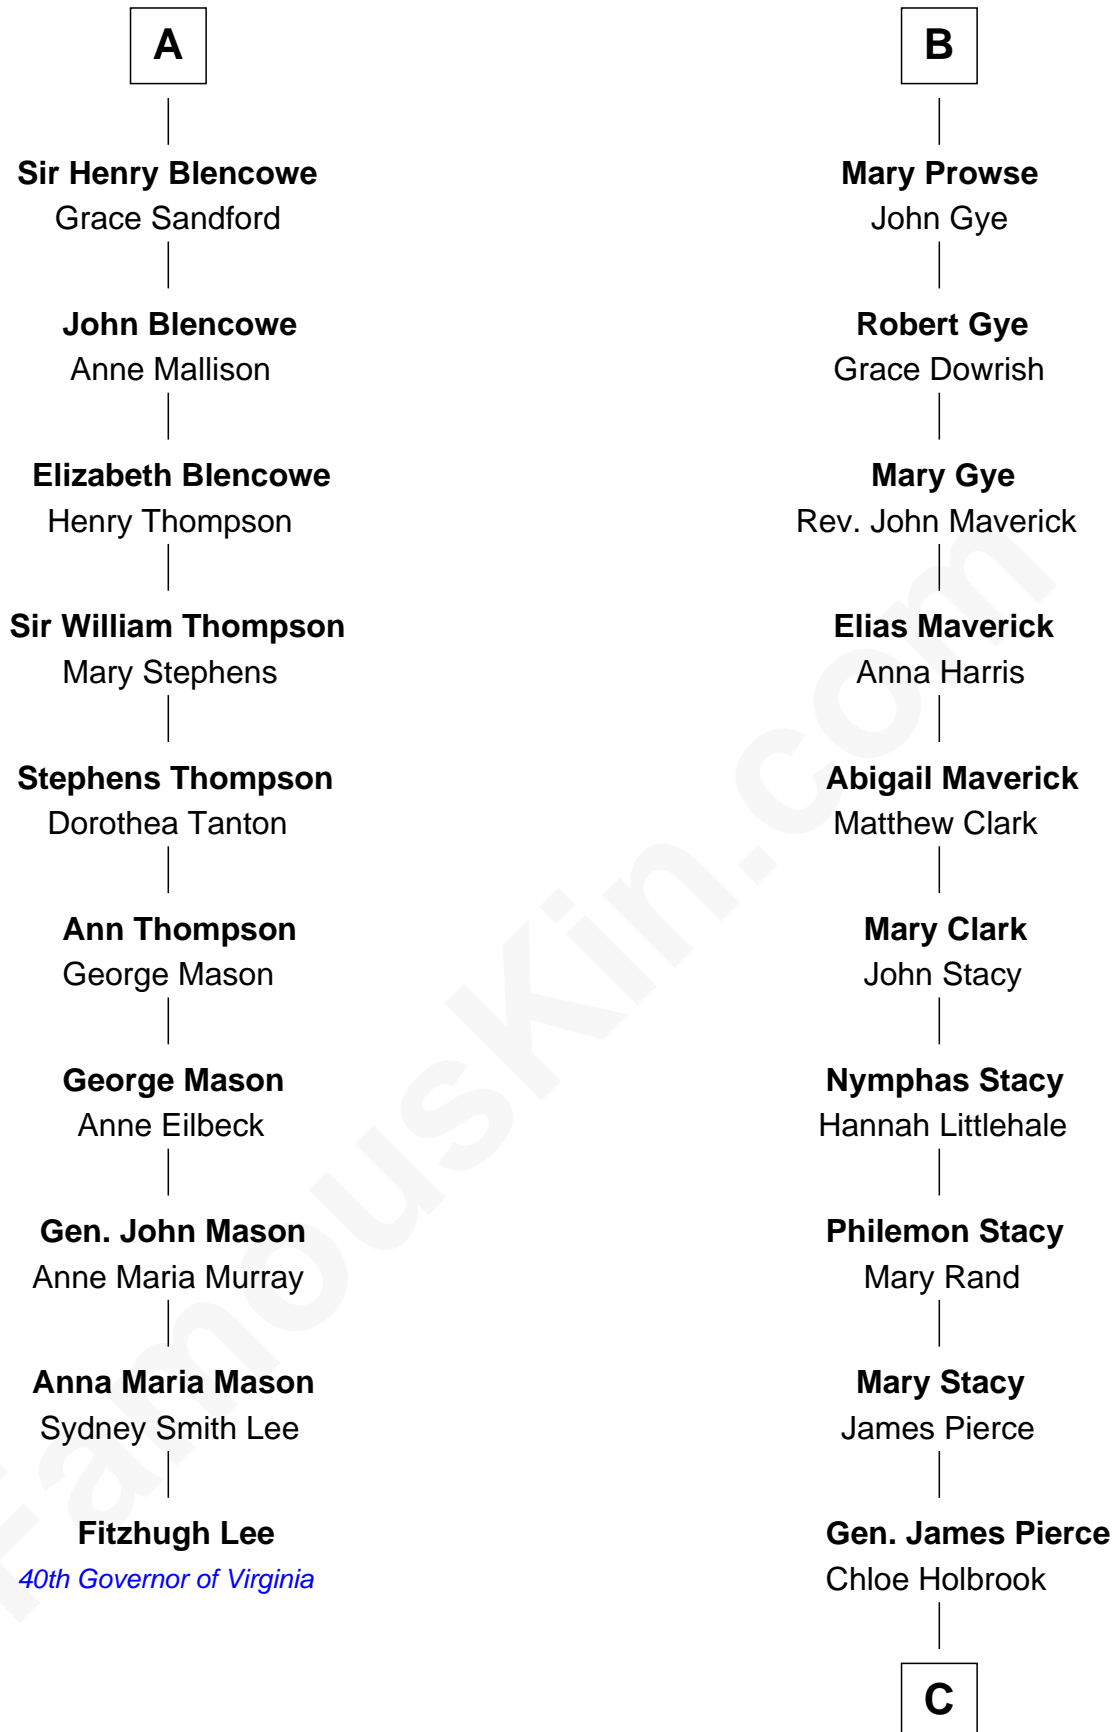 A
Sir Henry Blencowe
Grace Sandford
John Blencowe
Anne Mallison
Elizabeth Blencowe
Henry Thompson
Sir William Thompson
Mary Stephens
Stephens Thompson
Dorothea Tanton
Ann Thompson
George Mason
George Mason
Anne Eilbeck
Gen. John Mason
Anne Maria Murray
Anna Maria Mason
Sydney Smith Lee
Fitzhugh Lee
40th Governor of Virginia
B
Mary Prowse
John Gye
Robert Gye
Grace Dowrish
Mary Gye
Rev. John Maverick
Elias Maverick
Anna Harris
Abigail Maverick
Matthew Clark
Mary Clark
John Stacy
Nymphas Stacy
Hannah Littlehale
Philemon Stacy
Mary Rand
Mary Stacy
James Pierce
Gen. James Pierce
Chloe Holbrook
C
FamousKin.com